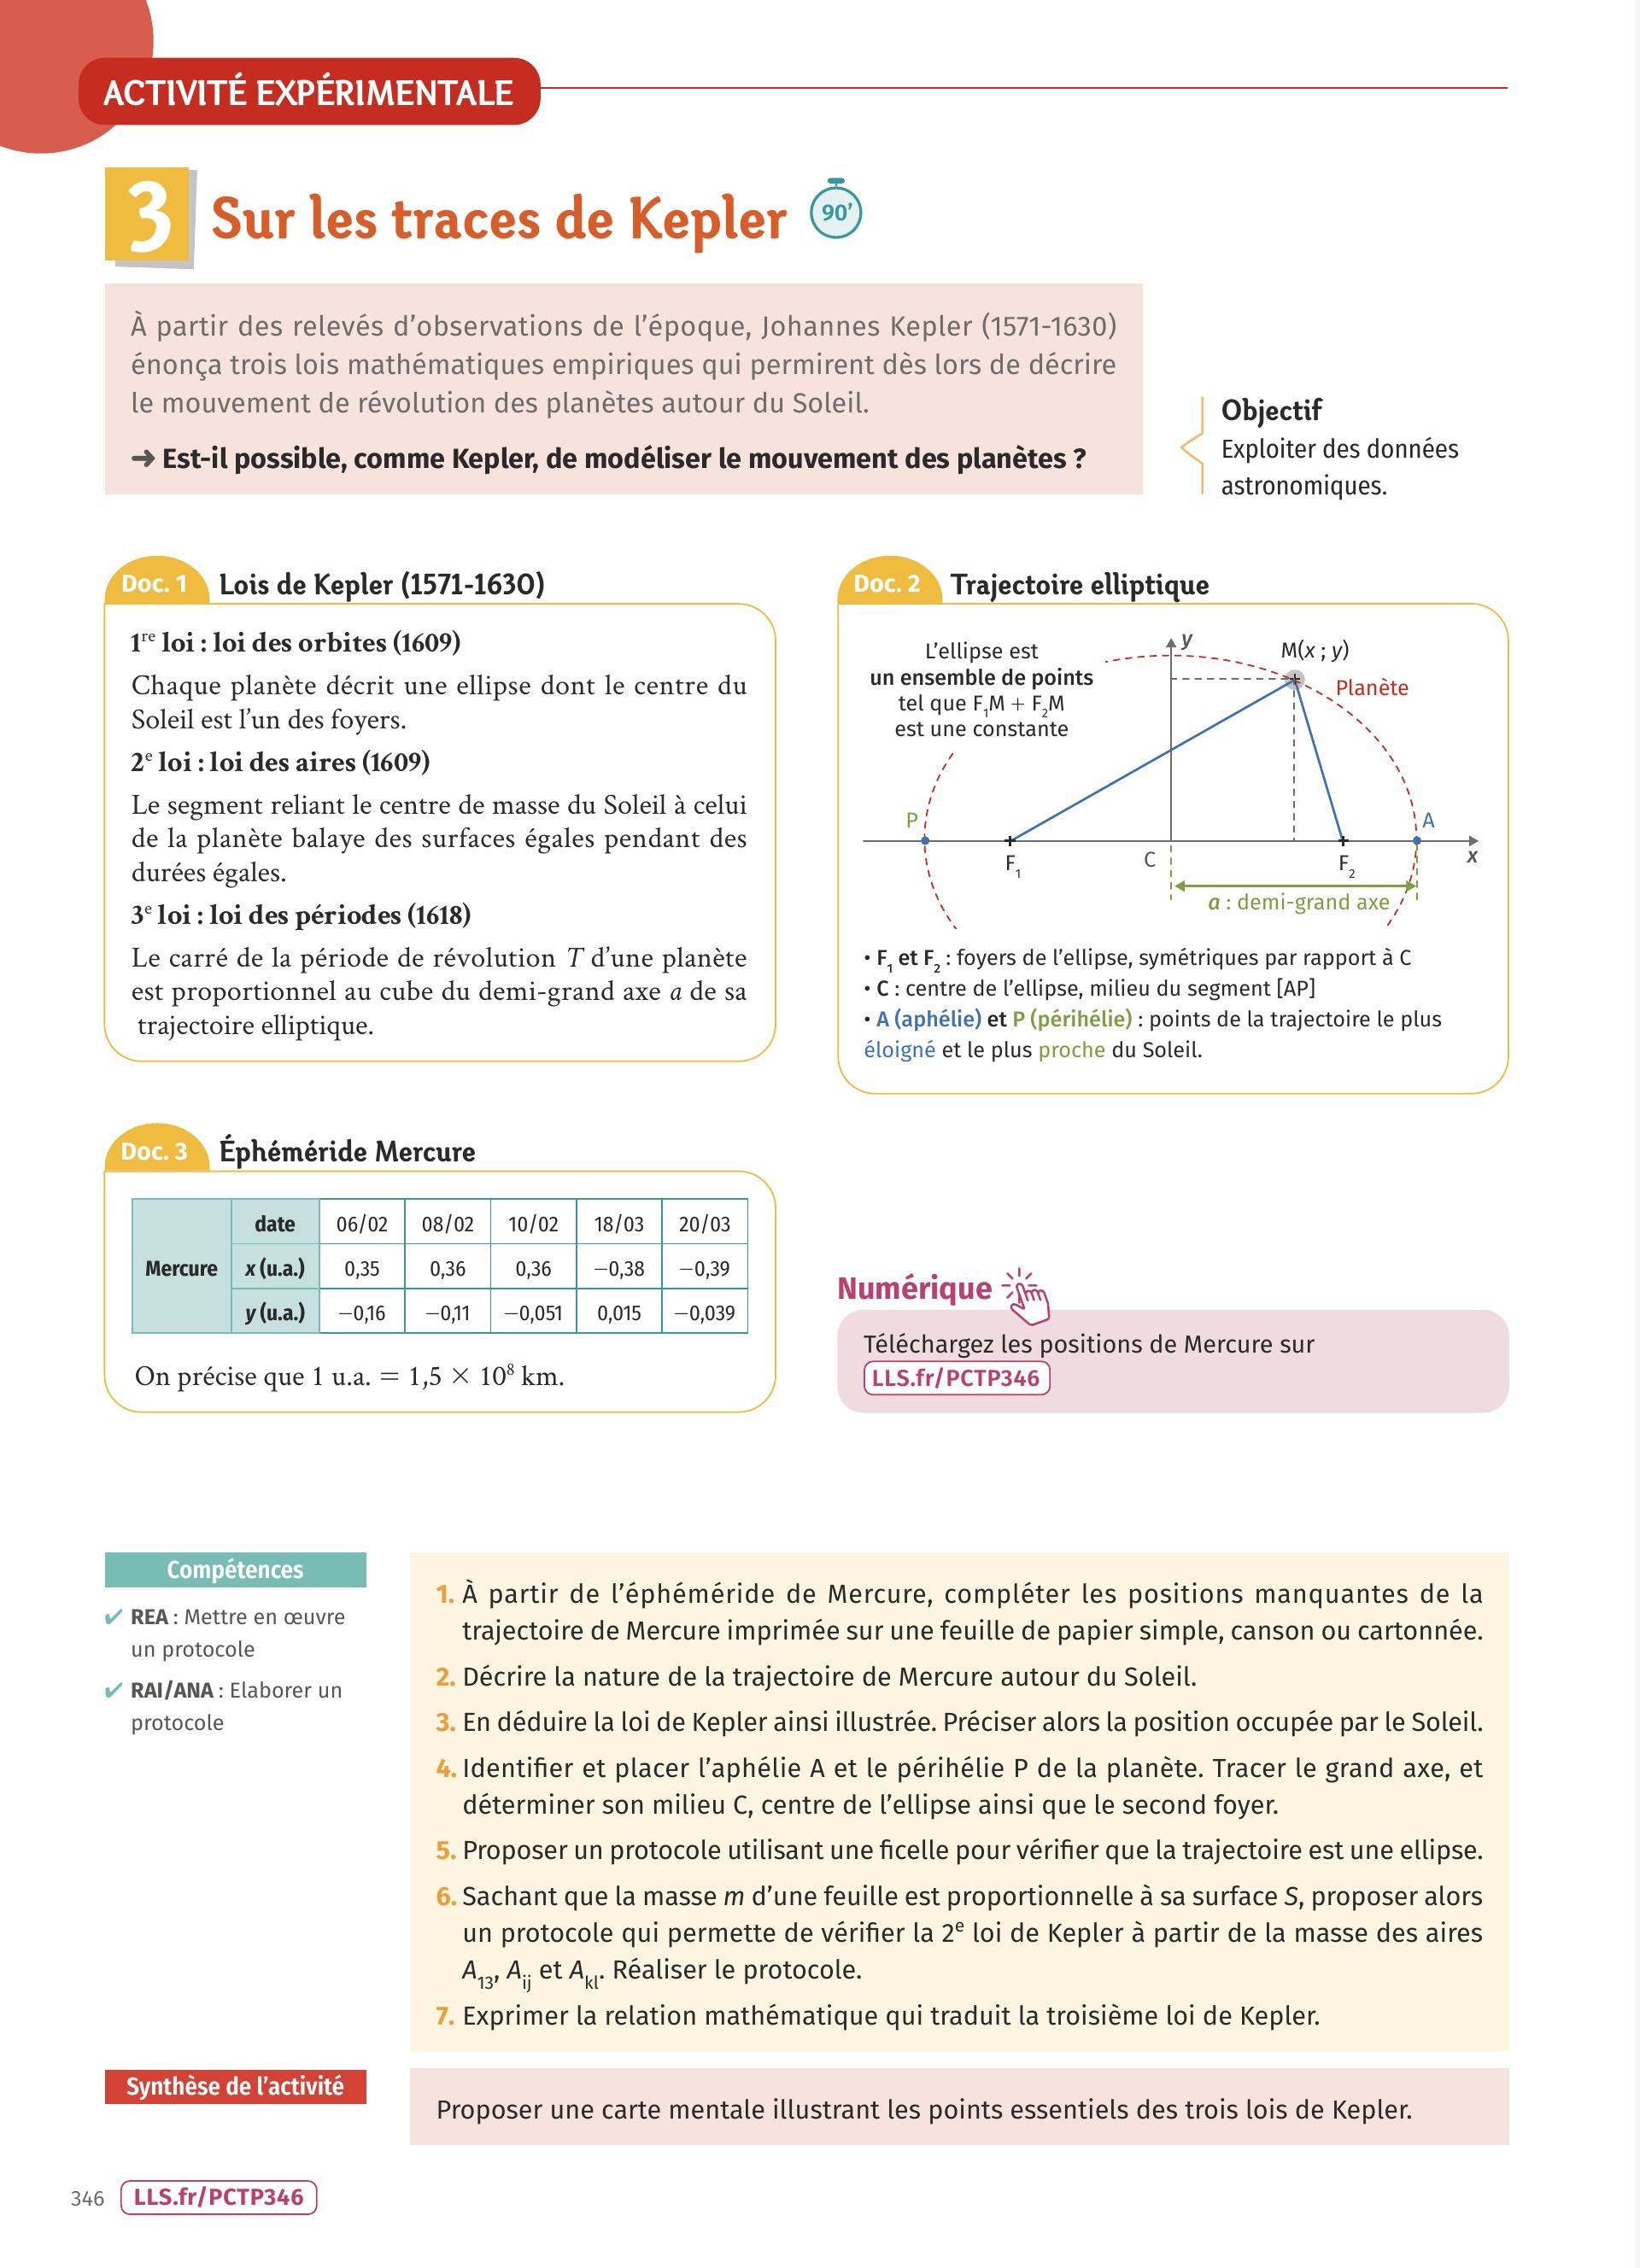 ACTIVITÉ EXPÉRIMENTALE
3 Sur les traces de Kepler 90’
À partir des relevés d’observations de l’époque, Johannes Kepler (1571-1630)
énonça trois lois mathématiques empiriques qui permirent dès lors de décrire
le mouvement de révolution des planètes autour du Soleil.
➜ Est-il possible, comme Kepler, de modéliser le mouvement des planètes ?
Objectif
Exploiter des données
astronomiques.
Doc. 1 Lois de Kepler (1571-1630)
1re loi : loi des orbites (1609)
Chaque planète décrit une ellipse dont le centre du
Soleil est l’un des foyers.
2e loi : loi des aires (1609)
Le segment reliant le centre de masse du Soleil à celui
de la planète balaye des surfaces égales pendant des
durées égales.
3e loi : loi des périodes (1618)
Le carré de la période de révolution T d’une planète
est proportionnel au cube du demi-grand axe a de sa
trajectoire elliptique.
Doc. 2 Trajectoire elliptique
L’ellipse est
un ensemble de points
tel que F1M + F2M
est une constante
y
M(x ; y)
Planète
P
A
F1
C
F2
x
a : demi-grand axe
• F1 et F2 : foyers de l’ellipse, symétriques par rapport à C
• C : centre de l’ellipse, milieu du segment [AP]
• A (aphélie) et P (périhélie) : points de la trajectoire le plus
éloigné et le plus proche du Soleil.
Doc. 3 Éphéméride Mercure
date 06/02 08/02 10/02 18/03 20/03
Mercure x (u.a.) 0,35 0,36 0,36 −0,38 −0,39
y (u.a.) −0,16 −0,11 −0,051 0,015 −0,039
On précise que 1 u.a. = 1,5 × 10⁸ km.
Numérique
Téléchargez les positions de Mercure sur
LLS.fr/PCTP346
Compétences
✔ REA : Mettre en œuvre
un protocole
✔ RAI/ANA : Elaborer un
protocole
1. À partir de l’éphéméride de Mercure, compléter les positions manquantes de la
trajectoire de Mercure imprimée sur une feuille de papier simple, canson ou cartonnée.
2. Décrire la nature de la trajectoire de Mercure autour du Soleil.
3. En déduire la loi de Kepler ainsi illustrée. Préciser alors la position occupée par le Soleil.
4. Identifier et placer l’aphélie A et le périhélie P de la planète. Tracer le grand axe, et
déterminer son milieu C, centre de l’ellipse ainsi que le second foyer.
5. Proposer un protocole utilisant une ficelle pour vérifier que la trajectoire est une ellipse.
6. Sachant que la masse m d’une feuille est proportionnelle à sa surface S, proposer alors
un protocole qui permette de vérifier la 2e loi de Kepler à partir de la masse des aires
A13, Aij et Akl. Réaliser le protocole.
7. Exprimer la relation mathématique qui traduit la troisième loi de Kepler.
Synthèse de l’activité
Proposer une carte mentale illustrant les points essentiels des trois lois de Kepler.
346 LLS.fr/PCTP346